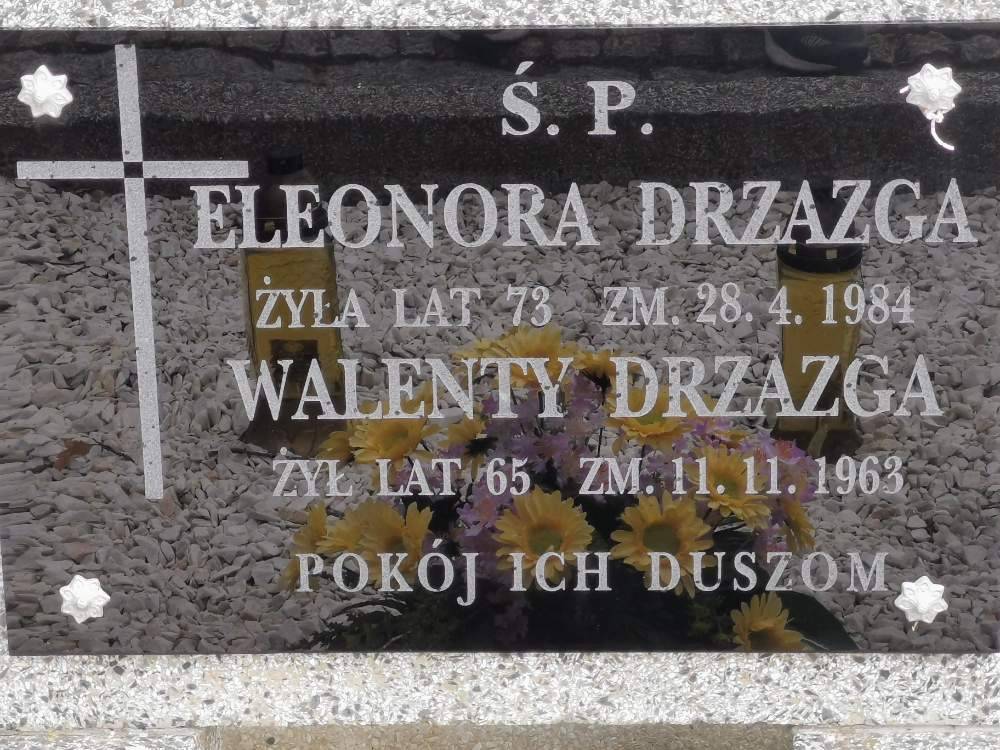 Ś. P.
ELEONORA DRZAZGA
ŻYŁA LAT 73 ZM. 28. 4. 1984
WALENTY DRZAZGA
ŻYŁ LAT 65 ZM. 11. 11. 1963
POKÓJ ICH DUSZOM